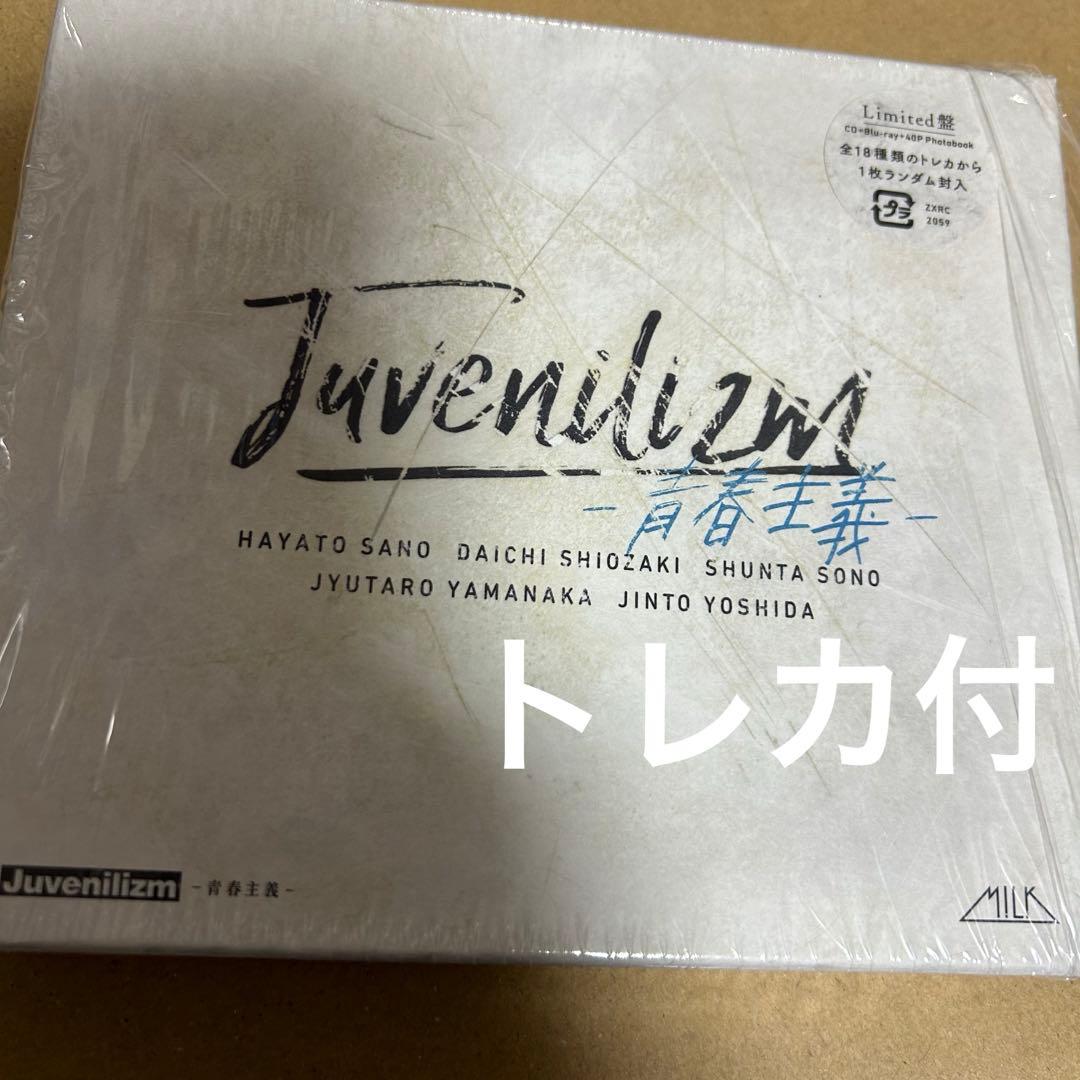 Limited盤
CD+Blu-ray+40P Photobook
全18種類のトレカから
1枚ランダム封入
プラ
ZXRC
2059
Juvenilizm
-青春主義-
HAYATO SANO DAICHI SHIOZAKI SHUNTA SONO
JYUTARO YAMANAKA JINTO YOSHIDA
トレカ付
Juvenilizm -青春主義-
M!LK